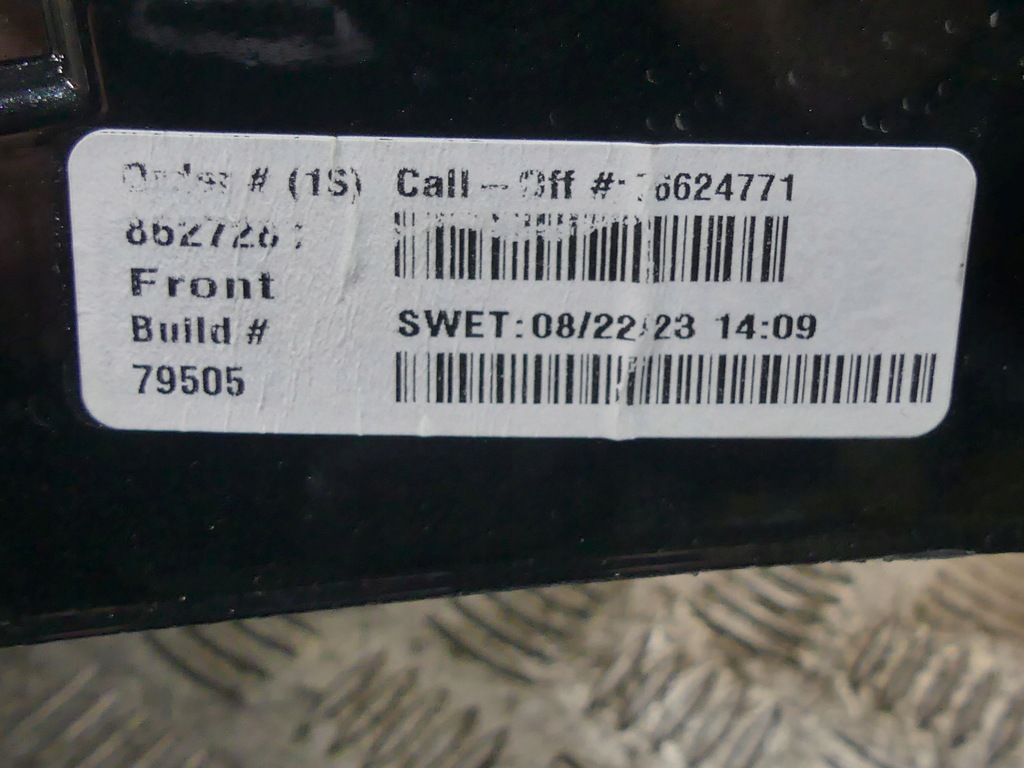 Order # (1S)
Front
Build #
79505
Call-Off #:
SWET: 08/22/23 14:09